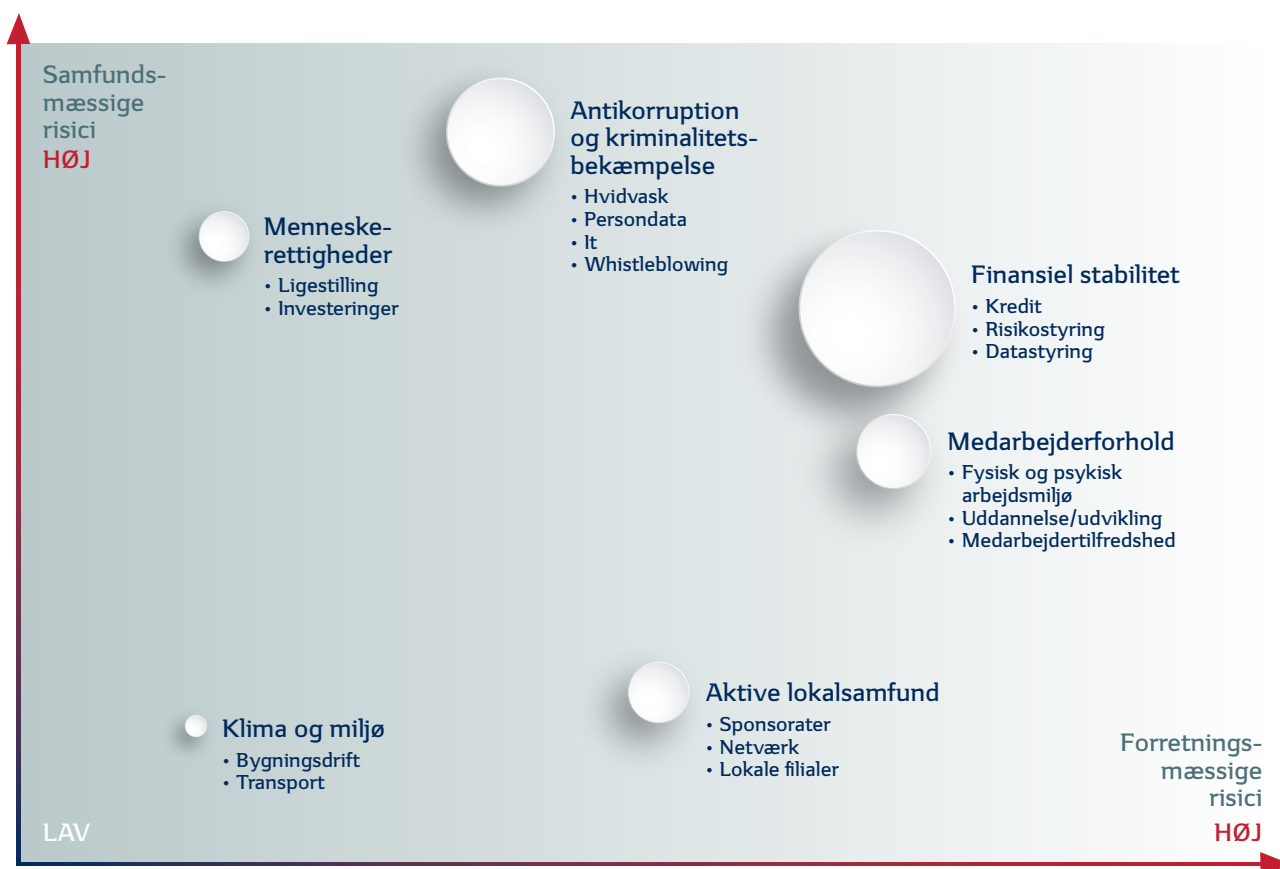 Samfunds-
mæssige
risici
HØJ
Antikorruption
og kriminalitets-
bekæmpelse
• Hvidvask
• Persondata
• It
• Whistleblowing
Menneske-
rettigheder
• Ligestilling
• Investeringer
Finansiel stabilitet
• Kredit
• Risikostyring
• Datastyring
Medarbejderforhold
• Fysisk og psykisk
arbejdsmiljø
• Uddannelse/udvikling
• Medarbejdertilfredshed
Aktive lokalsamfund
• Sponsorater
• Netværk
• Lokale filialer
Klima og miljø
• Bygningsdrift
• Transport
Forretnings-
mæssige
risici
HØJ
LAV